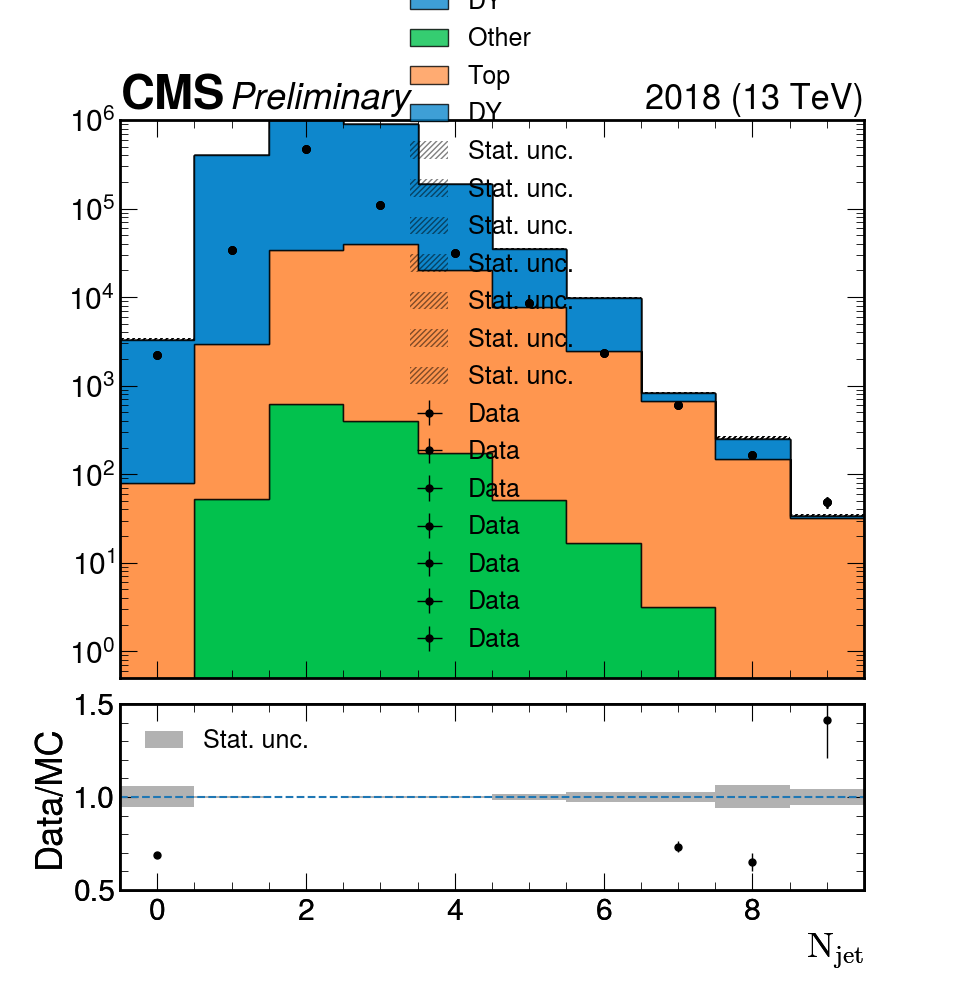 DY
Other
Top
CMS Preliminary 2018 (13 TeV)
DY
10^6
Stat. unc.
Stat. unc.
10^5
Stat. unc.
Stat. unc.
10^4
Stat. unc.
Stat. unc.
10^3
Stat. unc.
Data
Data
10^2
Data
Data
10^1
Data
Data
10^0
Data
1.5
Stat. unc.
Data/MC
1.0
0.5
0 2 4 6 8
N_jet